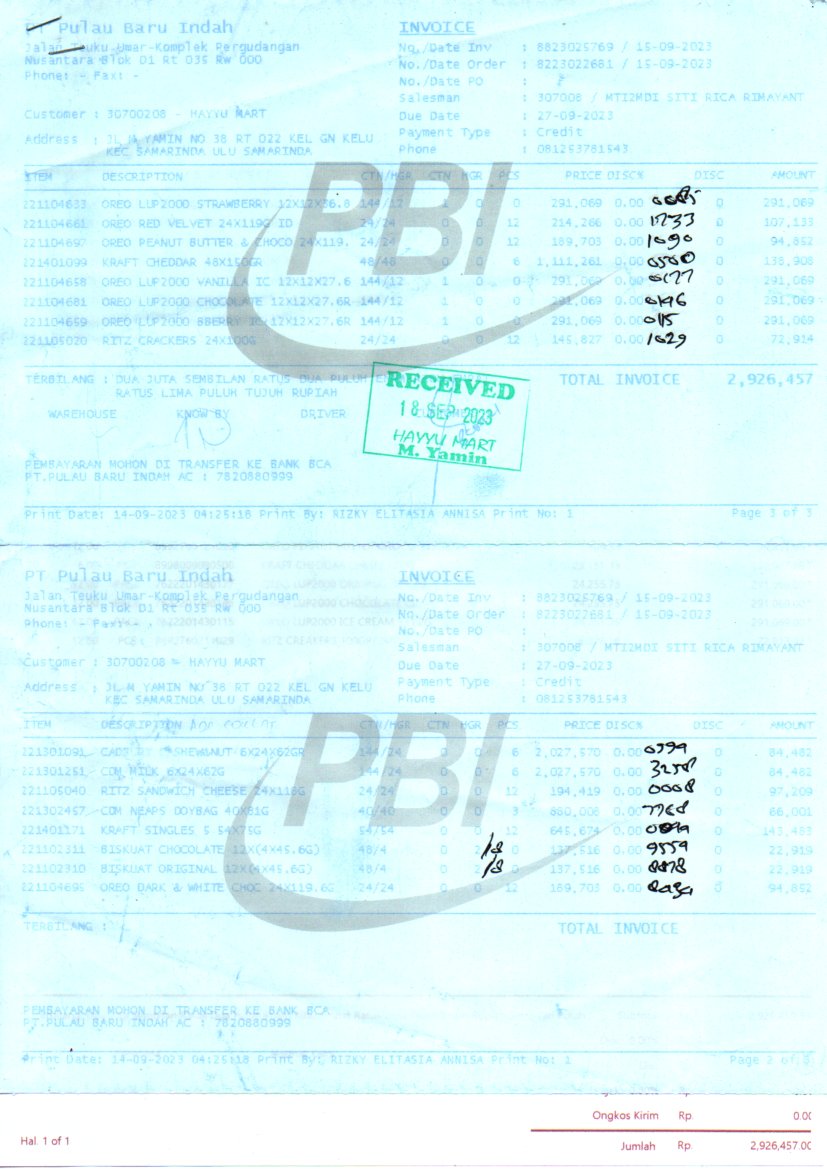 PT Pulau Baru Indah
INVOICE
Jalan Teuku Umar-Komplek Pergudangan
No./Date Inv : 8823025769 / 15-09-2023
Nusantara Blok D1 Rt 035 Rw 000
No./Date Order : 8223022681 / 15-09-2023
Phone: - Fax: -
No./Date PO :
Salesman : 307008 / MTI2MDI SITI RICA RIMAYANT
Customer : 30700208 - HAYYU MART
Due Date : 27-09-2023
Address : JL M YAMIN NO 38 RT 022 KEL GN KELU
Payment Type : Credit
KEC SAMARINDA ULU SAMARINDA
Phone : 081253781543
ITEM DESCRIPTION CTN/HGR CTN HGR PCS PRICE DISC% DISC AMOUNT
221104633 OREO LUP2000 STRAWBERRY 12X12X36.8 144/12 1 0 0 291,069 0.00 0 291,069
221104661 OREO RED VELVET 24X119G ID 24/24 0 0 12 214,266 0.00 1733 0 107,133
221104697 OREO PEANUT BUTTER & CHOCO 24X119. 24/24 0 0 12 189,703 0.00 1090 0 94,852
221401099 KRAFT CHEDDAR 48X150GR 48/48 0 0 6 1,111,261 0.00 0 138,908
221104658 OREO LUP2000 VANILLA IC 12X12X27.6 144/12 1 0 0 291,069 0.00 0177 0 291,069
221104681 OREO LUP2000 CHOCOLATE 12X12X27.6R 144/12 1 0 0 291,069 0.00 0146 0 291,069
221104659 OREO LUP2000 BBERRY IC 12X12X27.6R 144/12 1 0 0 291,069 0.00 0115 0 291,069
221105020 RITZ CRACKERS 24X100G 24/24 0 0 12 145,827 0.00 1029 0 72,914
TERBILANG : DUA JUTA SEMBILAN RATUS DUA PULUH
TOTAL INVOICE 2,926,457
RATUS LIMA PULUH TUJUH RUPIAH
RECEIVED
18 SEP 2023
HAYYU MART
M. Yamin
WAREHOUSE KNOW BY DRIVER
PEMBAYARAN MOHON DI TRANSFER KE BANK BCA
PT.PULAU BARU INDAH AC : 7820880999
Print Date: 14-09-2023 04:25:18 Print By: RIZKY ELITASIA ANNISA Print No: 1 Page 3 of 3
PT Pulau Baru Indah
INVOICE
Jalan Teuku Umar-Komplek Pergudangan
No./Date Inv : 8823025769 / 15-09-2023
Nusantara Blok D1 Rt 035 RW 000
No./Date Order : 8223022681 / 15-09-2023
Phone: - Fax: -
No./Date PO :
Salesman : 307008 / MTI2MDI SITI RICA RIMAYANT
Customer : 30700208 - HAYYU MART
Due Date : 27-09-2023
Address : JL M YAMIN NO 38 RT 022 KEL GN KELU
Payment Type : Credit
KEC SAMARINDA ULU SAMARINDA
Phone : 081253781543
ITEM DESCRIPTION CTN/HGR CTN HGR PCS PRICE DISC% DISC AMOUNT
221301091 CADB DY CASHEWANUT 6X24X62GR 144/24 0 0 6 2,027,570 0.00 0 84,482
221301251 CDM MILK 6X24X62G 144/24 0 0 6 2,027,570 0.00 0 84,482
221105040 RITZ SANDWICH CHEESE 24X118G 24/24 0 0 12 194,419 0.00 0008 0 97,209
221302457 CDM NEAPS DOYBAG 40X81G 40/40 0 0 3 880,008 0.00 7768 0 66,001
221401171 KRAFT SINGLES 5 54X75G 54/54 0 0 12 645,674 0.00 0 143,483
221102311 BISKUAT CHOCOLATE 12X(4X45.6G) 48/4 0 2 0 137,516 0.00 9559 0 22,919
221102310 BISKUAT ORIGINAL 12X(4X45.6G) 48/4 0 2 0 137,516 0.00 0 22,919
221104695 OREO DARK & WHITE CHOC 24X119.6G 24/24 0 0 12 189,703 0.00 0 94,852
TERBILANG :
TOTAL INVOICE
PEMBAYARAN MOHON DI TRANSFER KE BANK BCA
PT.PULAU BARU INDAH AC : 7820880999
Print Date: 14-09-2023 04:25:18 Print By: RIZKY ELITASIA ANNISA Print No: 1 Page 2 of 3
Ongkos Kirim Rp. 0.00
Hal. 1 of 1
Jumlah Rp. 2,926,457.00
PBI
PBI